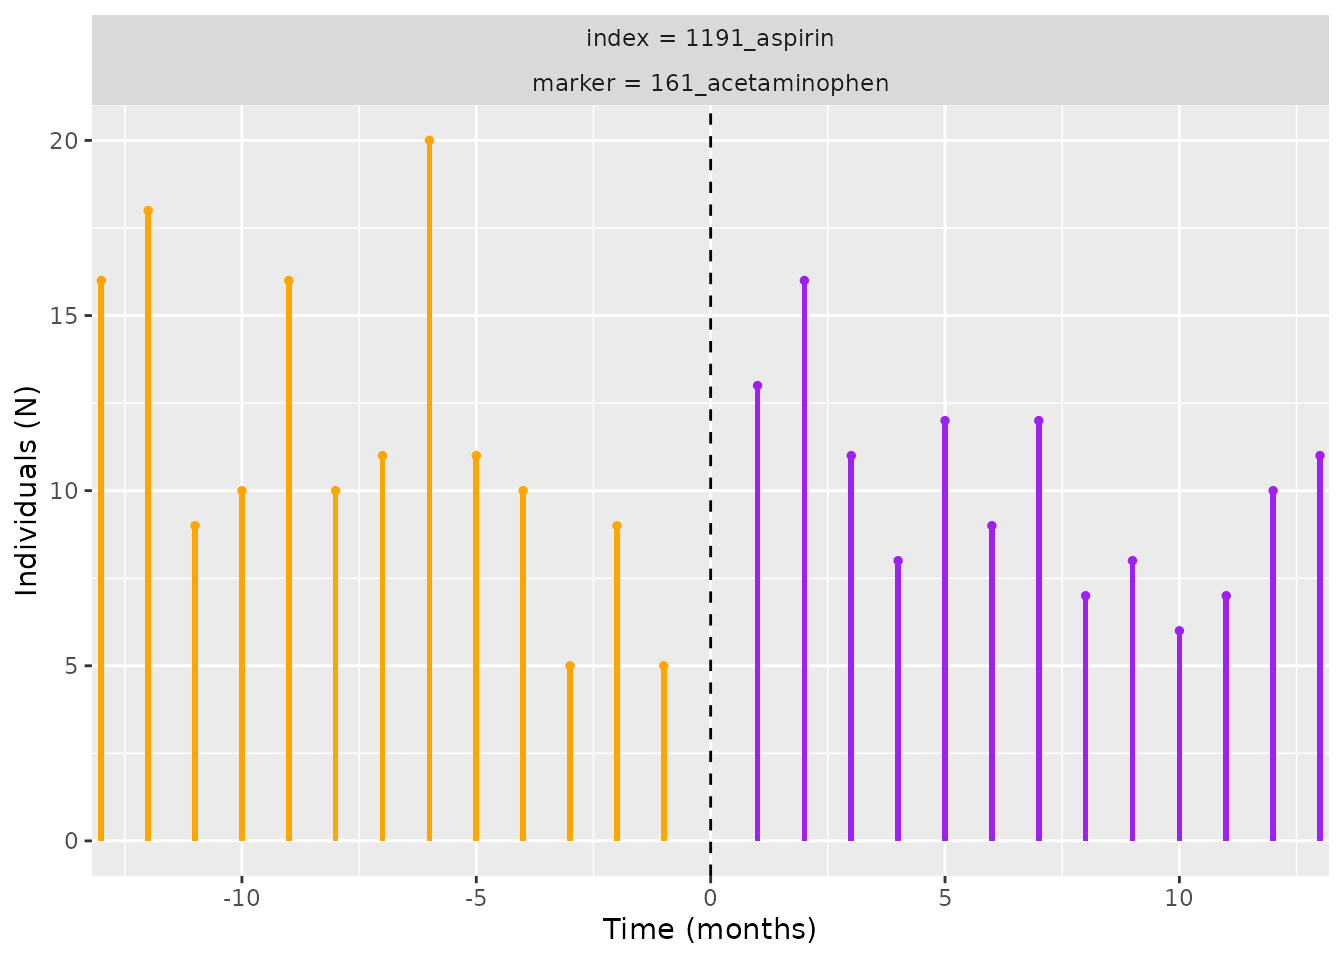 index = 1191_aspirin
marker = 161_acetaminophen
20
15
10
5
0
Individuals (N)
-10 -5 0 5 10
Time (months)